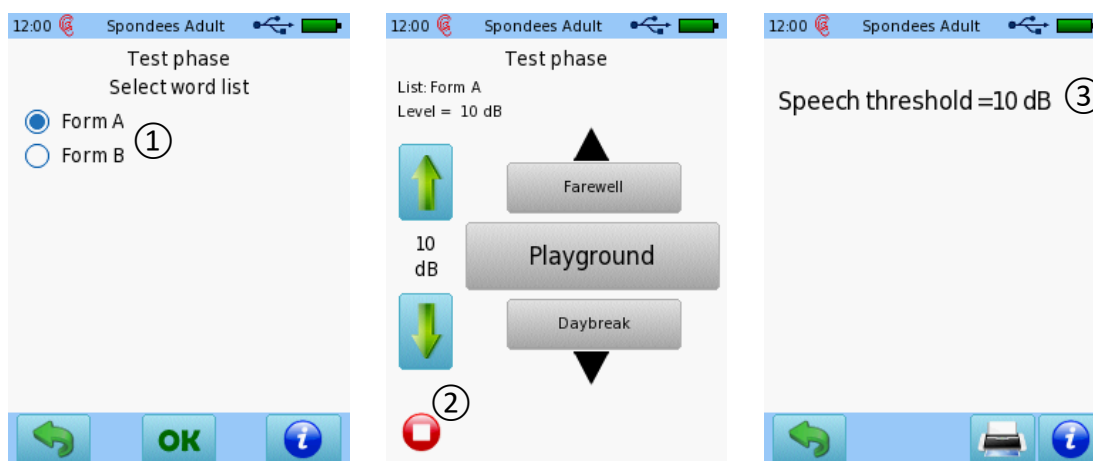 12:00 Spondees Adult
Test phase
Select word list
Form A
Form B
①
OK
i
12:00 Spondees Adult
Test phase
List: Form A
Level = 10 dB
Farewell
10
dB
Playground
Daybreak
②
12:00 Spondees Adult
Speech threshold =10 dB ③
i